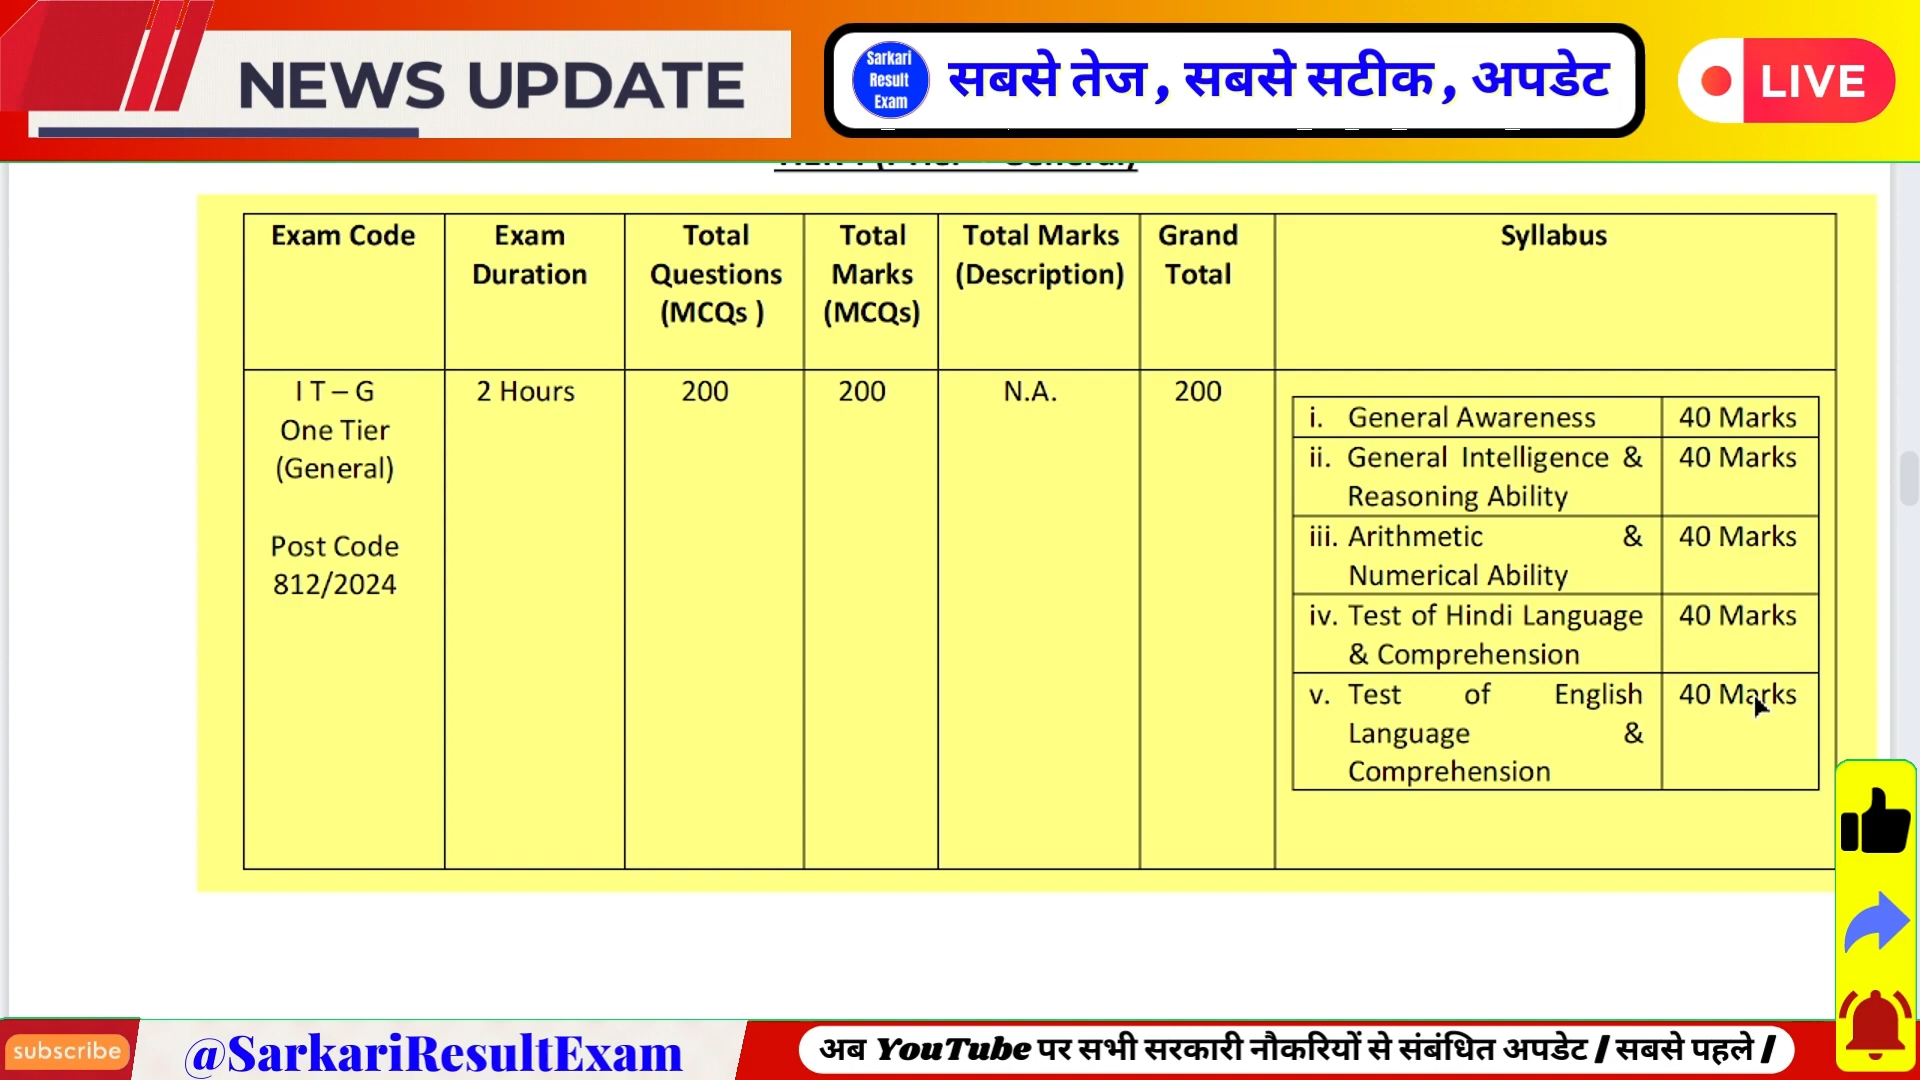 NEWS UPDATE
Sarkari
Result
Exam
सबसे तेज , सबसे सटीक , अपडेट
LIVE
Exam Code
Exam
Duration
Total
Questions
(MCQs )
Total
Marks
(MCQs)
Total Marks
(Description)
Grand
Total
Syllabus
I T – G
One Tier
(General)
Post Code
812/2024
2 Hours
200
200
N.A.
200
i. General Awareness 40 Marks
ii. General Intelligence & 40 Marks
Reasoning Ability
iii. Arithmetic & 40 Marks
Numerical Ability
iv. Test of Hindi Language 40 Marks
& Comprehension
v. Test of English 40 Marks
Language &
Comprehension
subscribe
@SarkariResultExam
अब YouTube पर सभी सरकारी नौकरियों से संबंधित अपडेट / सबसे पहले /